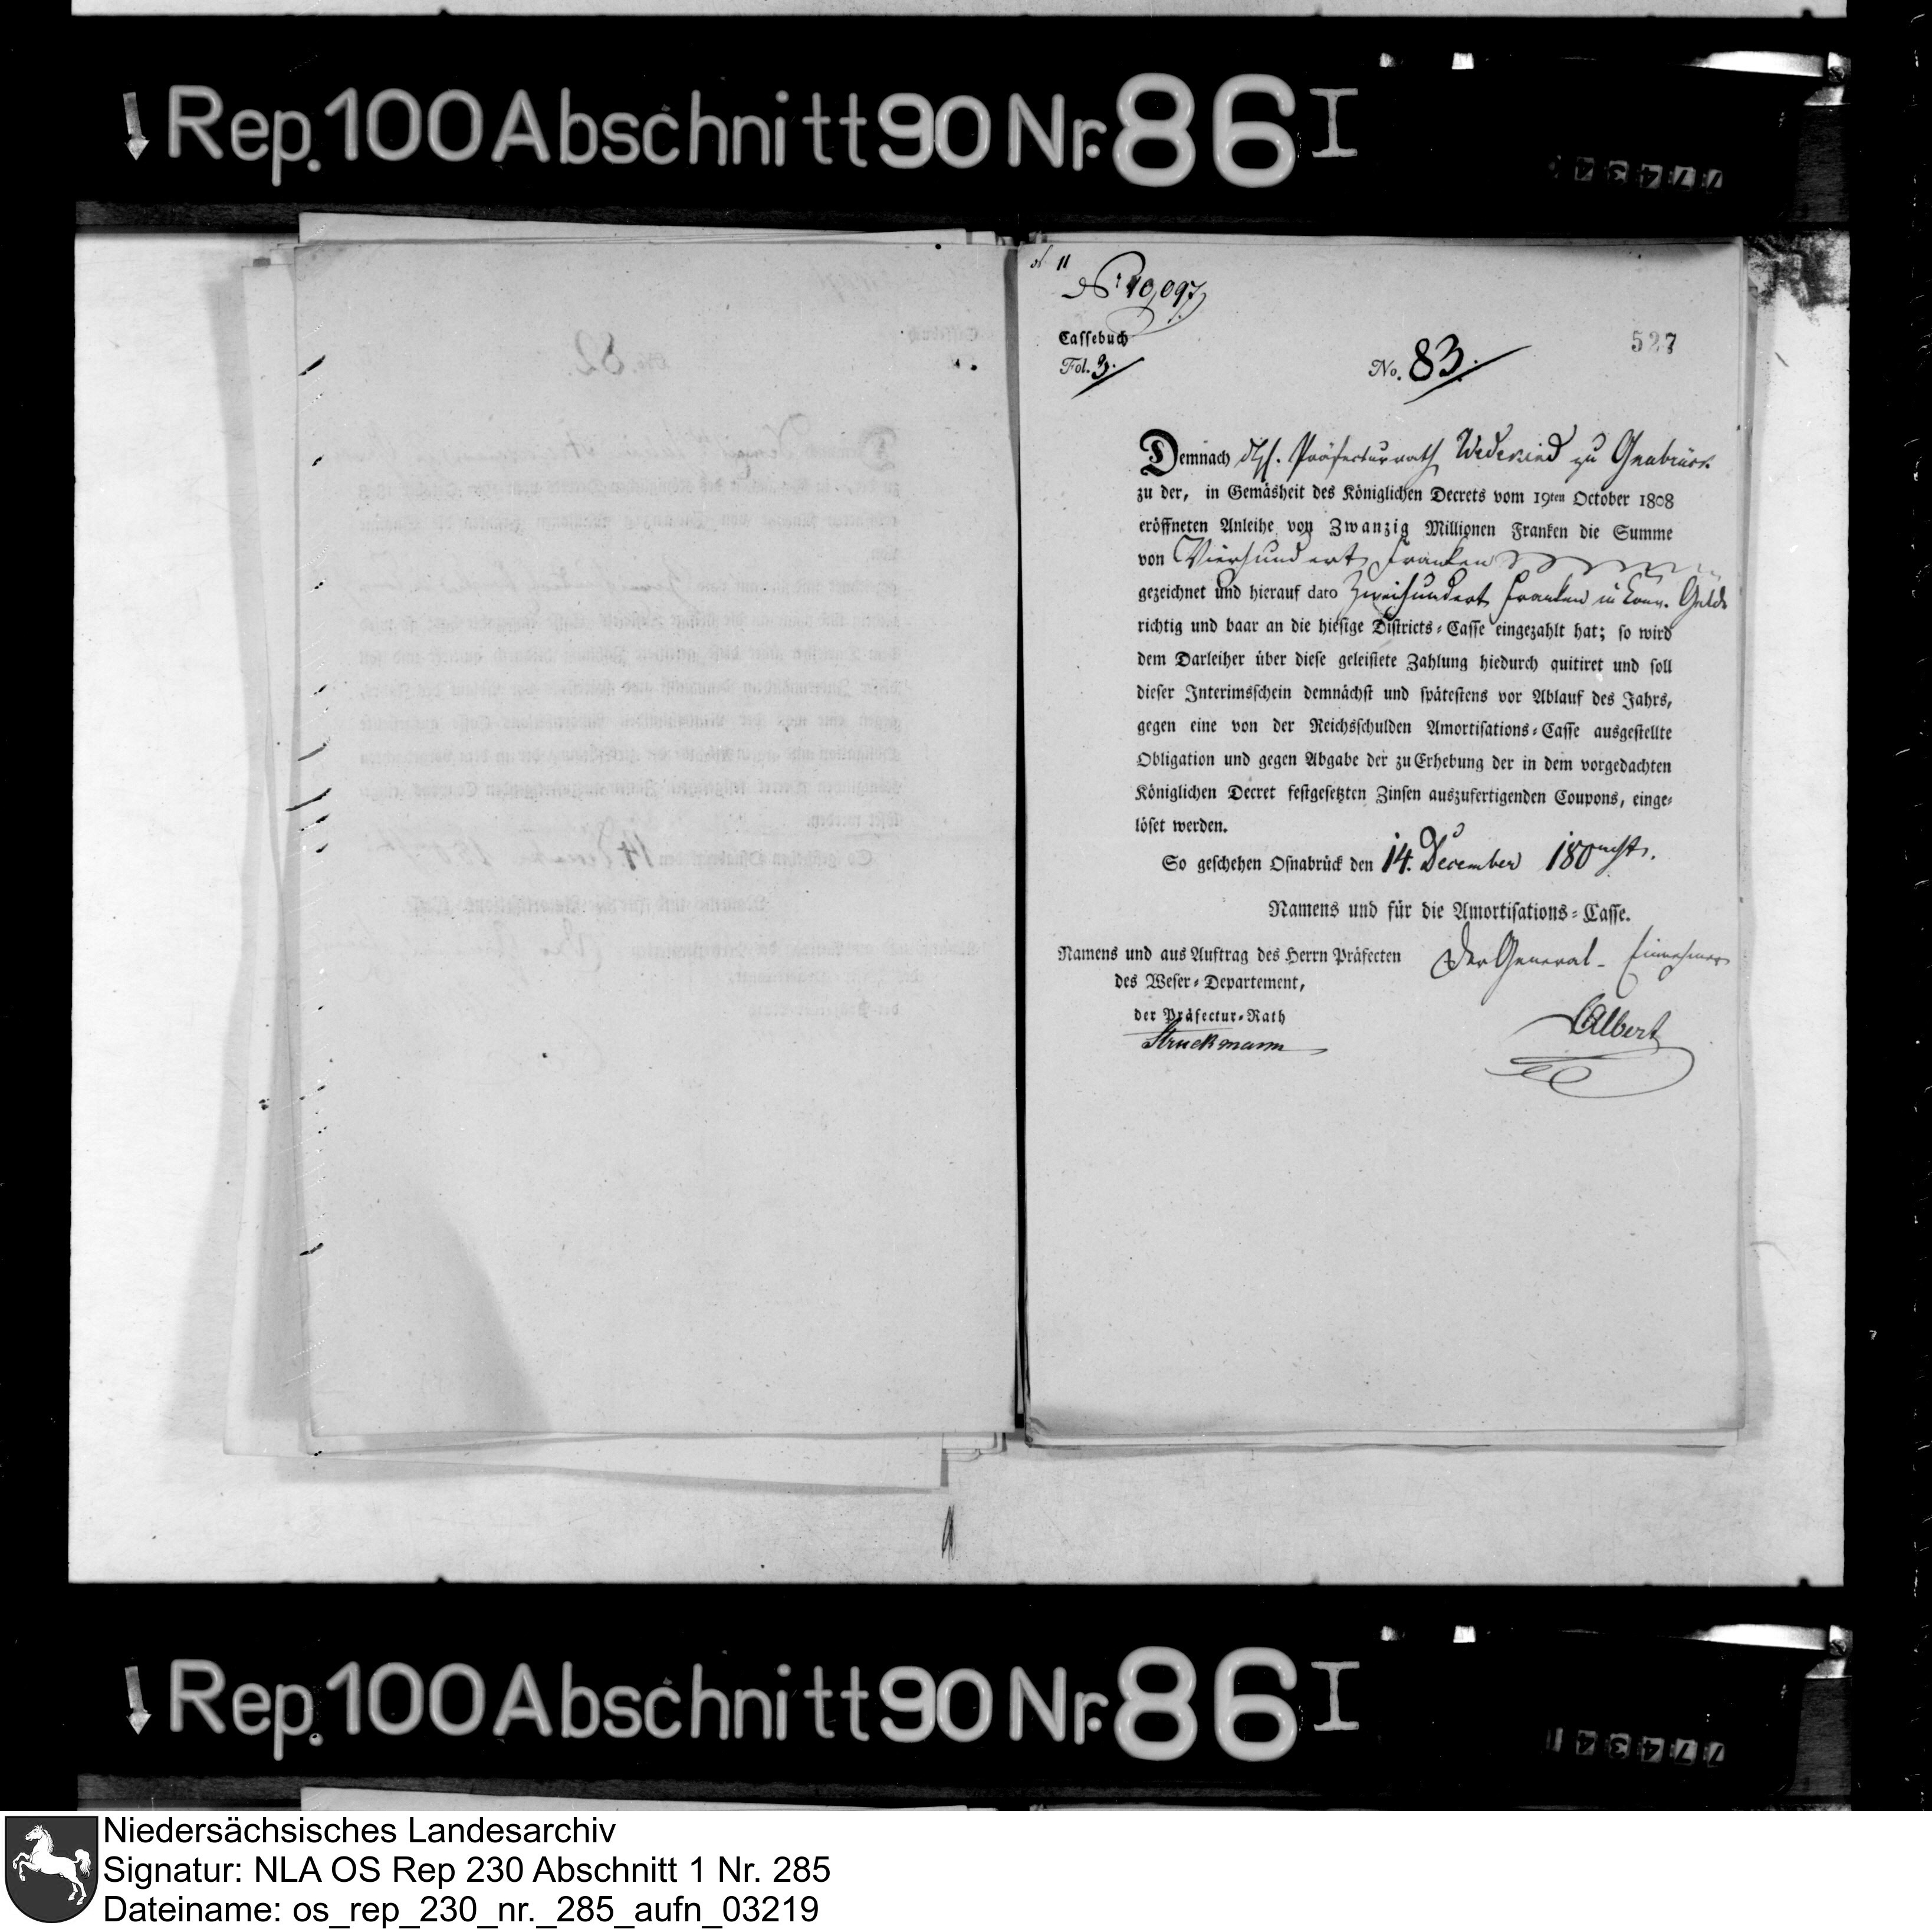 Rep. 100 Abschnitt 90 Nr. 86 I
11
No. 10,097
Cassebuch
Fol. 3.
No. 83.
527
Demnach Präfecturrath Wedekind zu Osnabrück
zu der, in Gemäsheit des Königlichen Decrets vom 19ten October 1808
eröffneten Anleihe von Zwanzig Millionen Franken die Summe
von Vierhundert Franken
gezeichnet und hierauf dato Zweihundert Franken in Conv. Gelde
richtig und baar an die hiesige Districts-Casse eingezahlt hat; so wird
dem Darleiher über diese geleistete Zahlung hiedurch quitiret und soll
dieser Interimsschein demnächst und spätestens vor Ablauf des Jahrs,
gegen eine von der Reichsschulden Amortisations-Casse ausgestellte
Obligation und gegen Abgabe der zu Erhebung der in dem vorgedachten
Königlichen Decret festgesetzten Zinsen auszufertigenden Coupons, einge-
löset werden.
So geschehen Osnabrück den 14. December 180acht.
Namens und für die Amortisations-Casse.
Namens und aus Auftrag des Herrn Präfecten
des Weser-Departement,
der Präfectur-Rath
Struckmann
Der General-Einnehmer
Albert
Rep. 100 Abschnitt 90 Nr. 86 I
Niedersächsisches Landesarchiv
Signatur: NLA OS Rep 230 Abschnitt 1 Nr. 285
Dateiname: os_rep_230_nr._285_aufn_03219